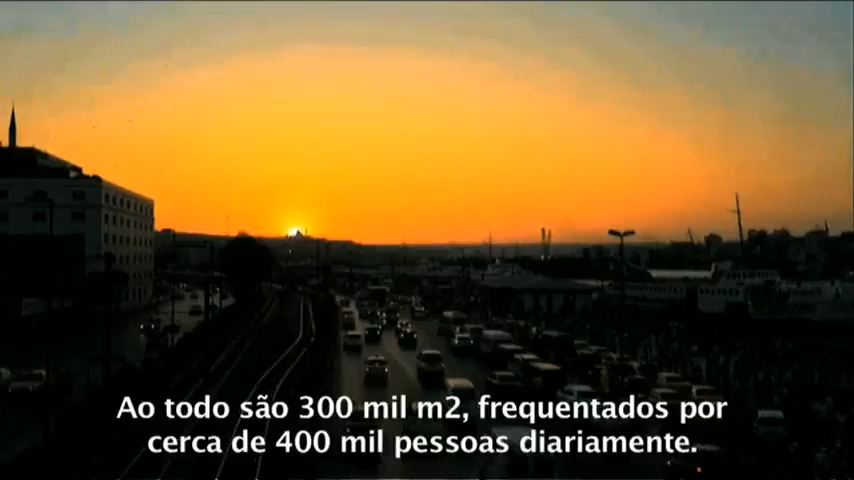 Ao todo são 300 mil m2, frequentados por
cerca de 400 mil pessoas diariamente.